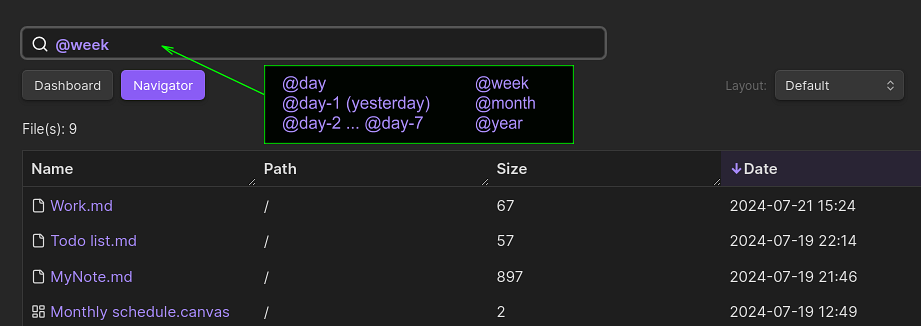 @week
@day @week
@day-1 (yesterday) @month
@day-2 ... @day-7 @year
Dashboard Navigator Layout: Default
File(s): 9
Name Path Size Date
Work.md / 67 2024-07-21 15:24
Todo list.md / 57 2024-07-19 22:14
MyNote.md / 897 2024-07-19 21:46
Monthly schedule.canvas / 2 2024-07-19 12:49